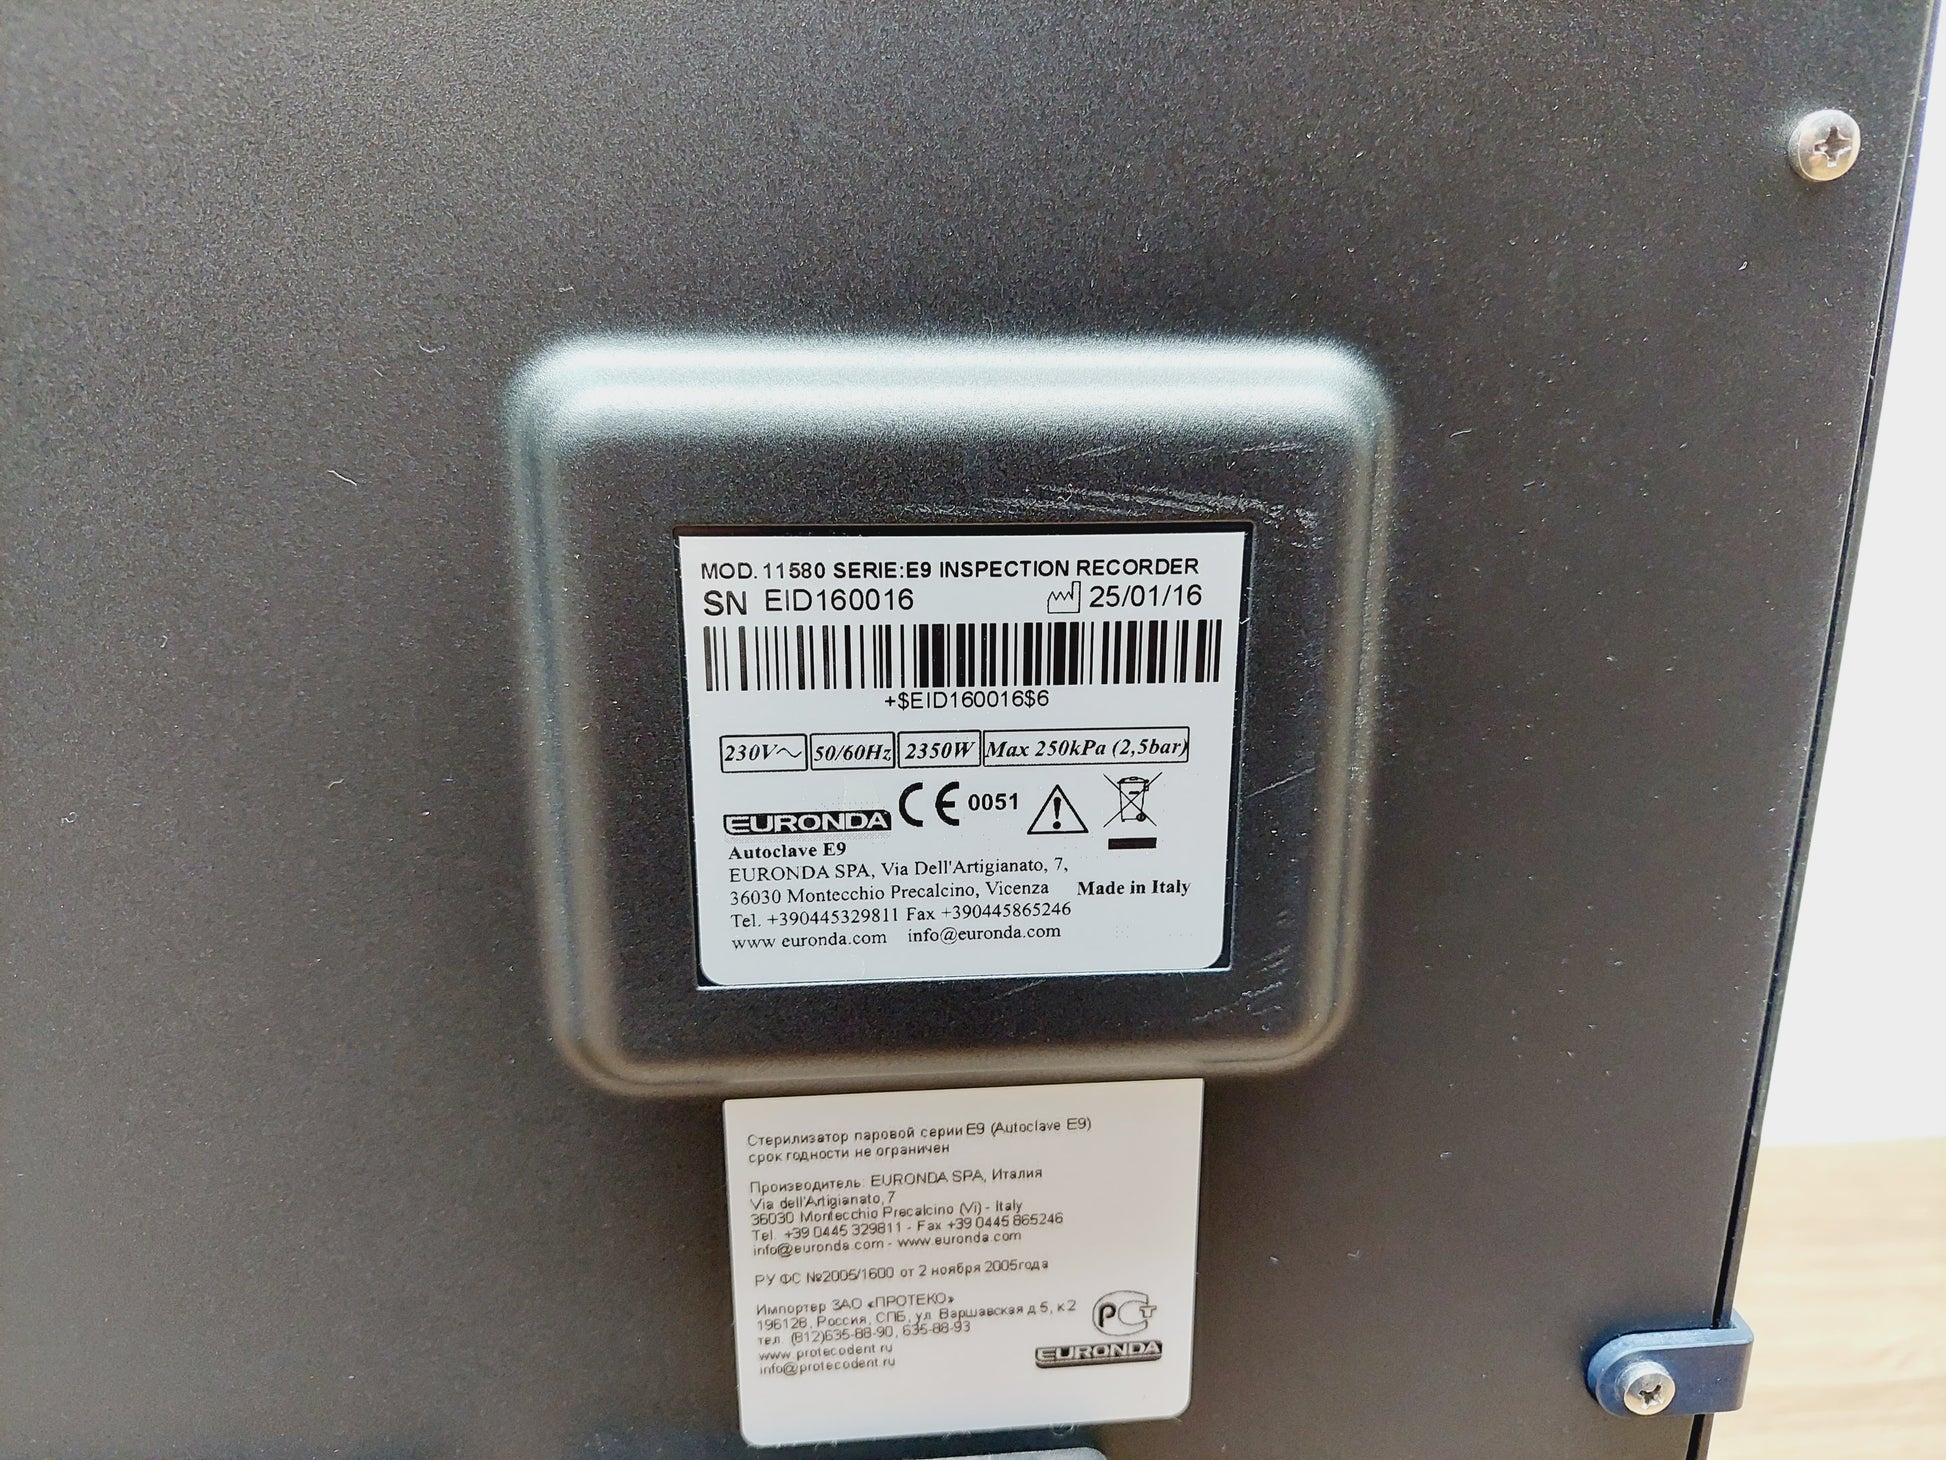 MOD. 11580 SERIE:E9 INSPECTION RECORDER
SN EID160016 25/01/16
+$EID160016$6
230V~ 50/60Hz 2350W Max 250kPa (2,5bar)
EURONDA CE 0051
Autoclave E9
EURONDA SPA, Via Dell'Artigianato, 7,
36030 Montecchio Precalcino, Vicenza Made in Italy
Tel. +390445329811 Fax +390445865246
www euronda.com info@euronda.com
Стерилизатор паровой серии E9 (Autoclave E9)
срок годности не ограничен
Производитель: EURONDA SPA, Италия
Via dell'Artigianato, 7
36030 Montecchio Precalcino (Vi) - Italy
Tel. +39 0445 329811 - Fax +39 0445 865246
info@euronda.com - www.euronda.com
РУ ФС №2005/1600 от 2 ноября 2005года
Импортер ЗАО «ПРОТЕКО»
196128, Россия, СПБ, ул. Варшавская д 5, к 2
тел. (812)635-88-90, 635-88-93
www.protecodent.ru
info@protecodent.ru
РСТ
EURONDA